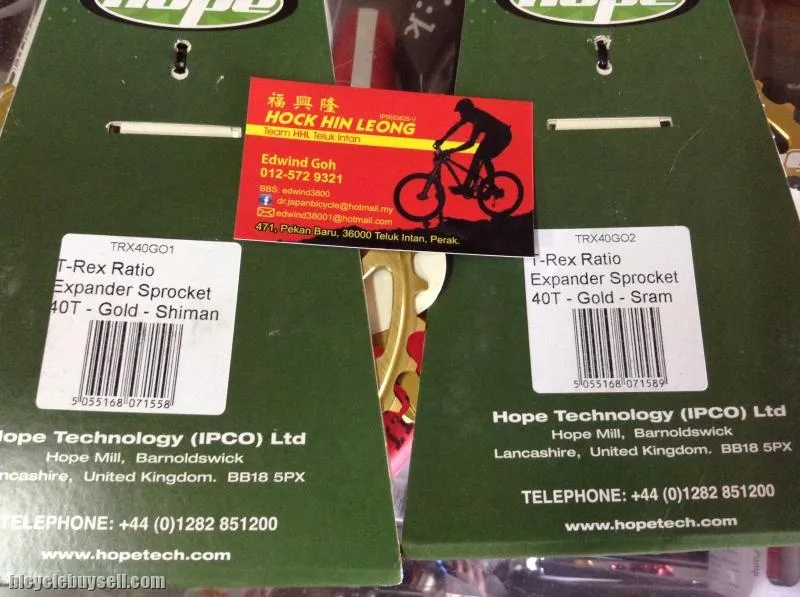 hope
hope
福興隆
HOCK HIN LEONG
IP0053628-V
Team HHL Teluk Intan
Edwind Goh
012-572 9321
BBS: edwind3800
dr.japanbicycle@hotmail.my
edwind38001@hotmail.com
471, Pekan Baru, 36000 Teluk Intan, Perak.
TRX40GO1
T-Rex Ratio
Expander Sprocket
40T - Gold - Shiman
5 055168 071558
Hope Technology (IPCO) Ltd
Hope Mill, Barnoldswick
ncashire, United Kingdom. BB18 5PX
TELEPHONE: +44 (0)1282 851200
www.hopetech.com
TRX40GO2
T-Rex Ratio
Expander Sprocket
40T - Gold - Sram
5 055168 071589
Hope Technology (IPCO) Ltd
Hope Mill, Barnoldswick
Lancashire, United Kingdom. BB18 5PX
TELEPHONE: +44 (0)1282 851200
www.hopetech.com
bicyclebuysell.com